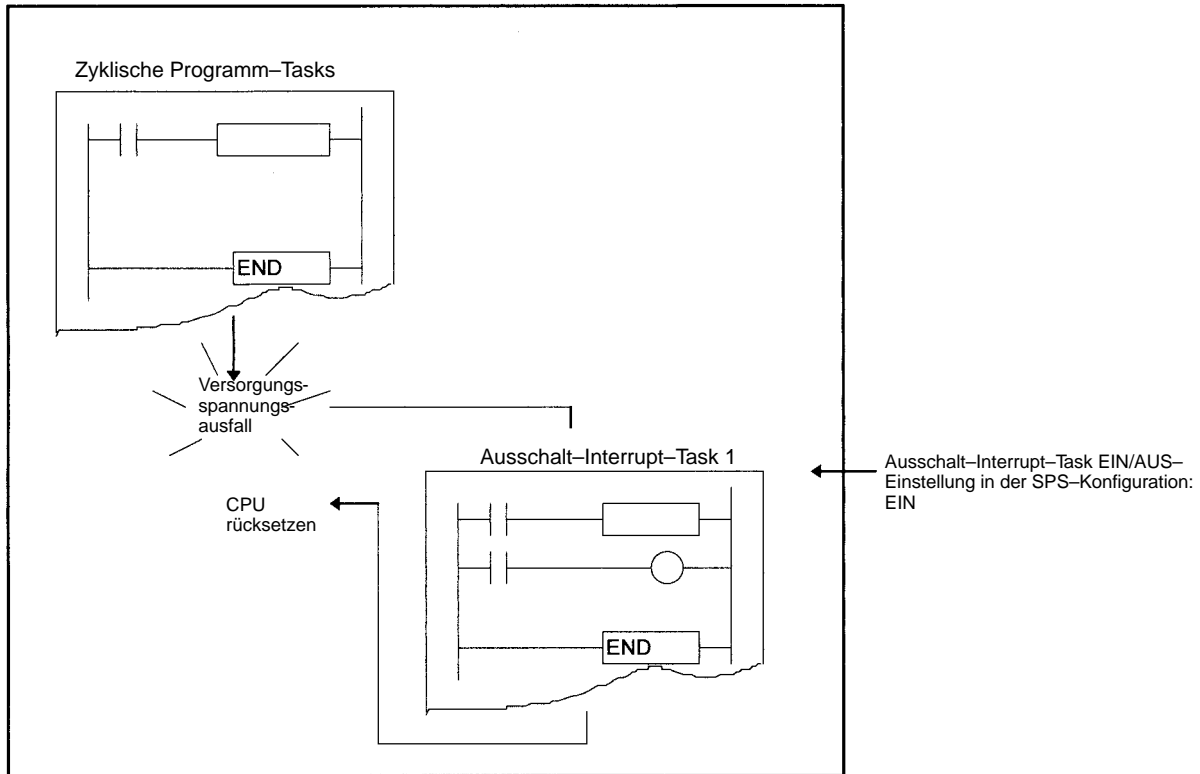 Zyklische Programm–Tasks
END
Versorgungs-
spannungs-
ausfall
Ausschalt–Interrupt–Task 1
Ausschalt–Interrupt–Task EIN/AUS–
Einstellung in der SPS–Konfiguration:
EIN
CPU
rücksetzen
END